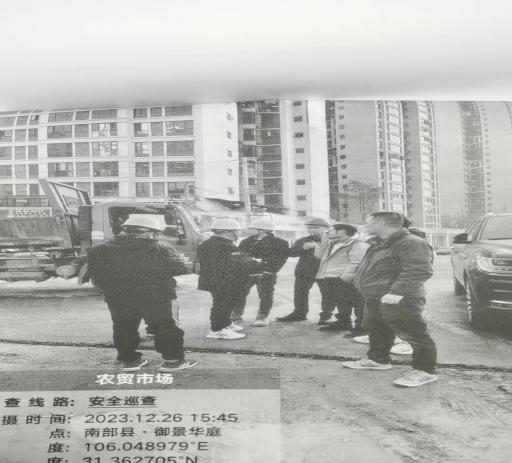 农贸市场
查线路: 安全巡查
摄时间: 2023.12.26 15:45
点: 南部县·御景华庭
度: 106.048979°E
度: 31.362705°N